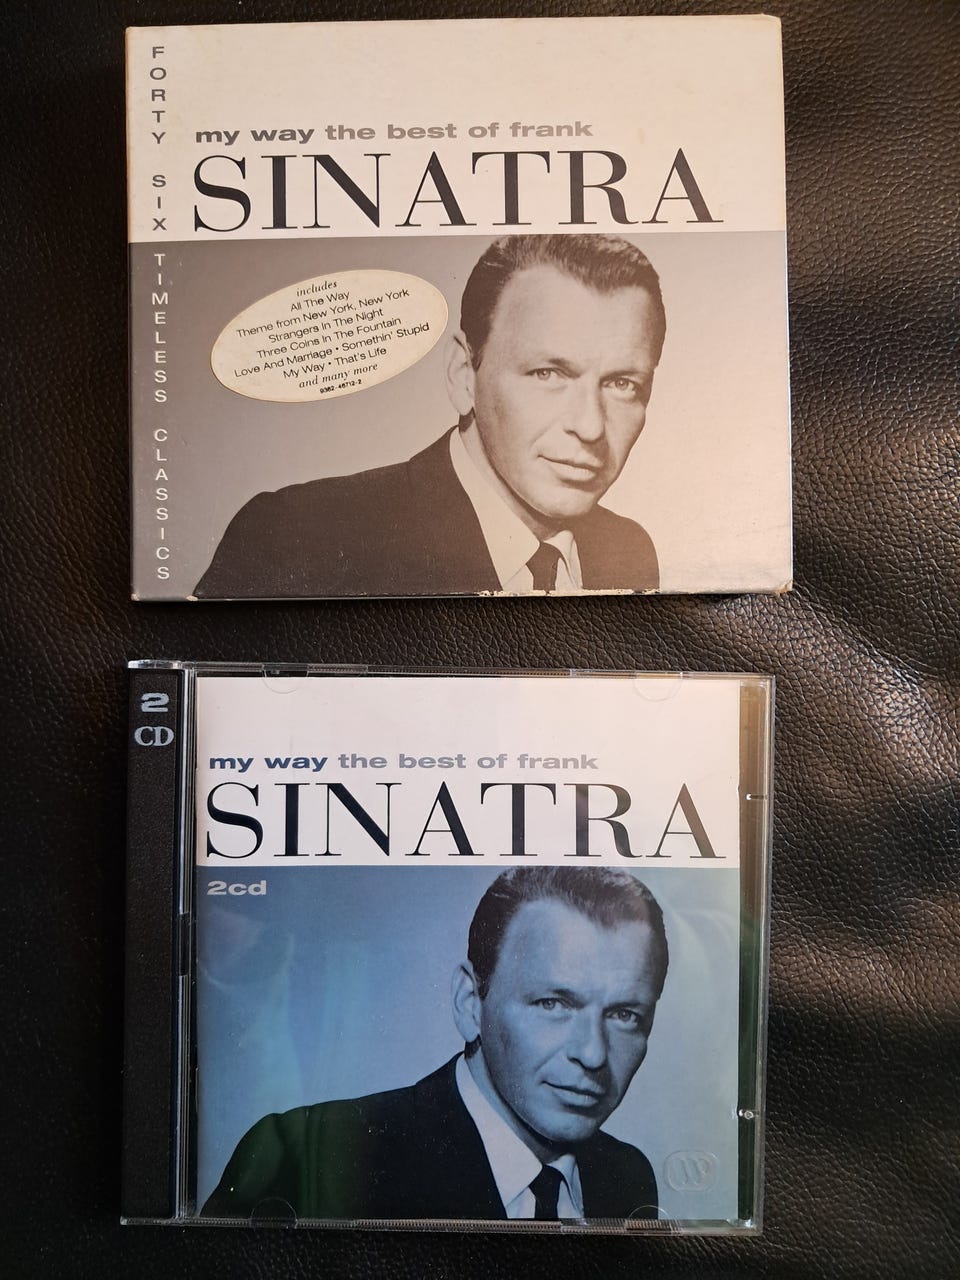 FORTY SIX TIMELESS CLASSICS
my way the best of frank
SINATRA
includes
All The Way
Theme from New York, New York
Strangers In The Night
Three Coins In The Fountain
Love And Marriage • Somethin' Stupid
My Way • That's Life
and many more
9362-46712-2
2
CD
my way the best of frank
SINATRA
2cd